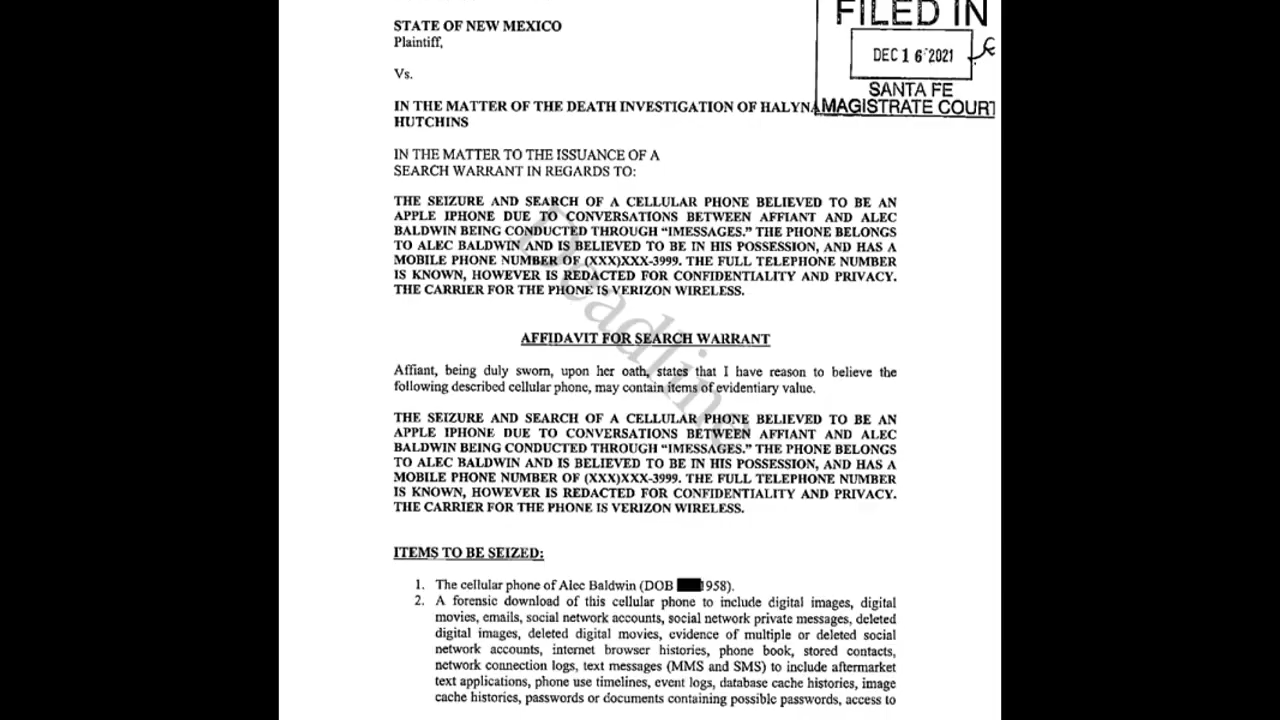 FILED IN
DEC 16 2021
SANTA FE
MAGISTRATE COURT
STATE OF NEW MEXICO
Plaintiff,
Vs.
IN THE MATTER OF THE DEATH INVESTIGATION OF HALYNA
HUTCHINS
IN THE MATTER TO THE ISSUANCE OF A
SEARCH WARRANT IN REGARDS TO:
THE SEIZURE AND SEARCH OF A CELLULAR PHONE BELIEVED TO BE AN
APPLE IPHONE DUE TO CONVERSATIONS BETWEEN AFFIANT AND ALEC
BALDWIN BEING CONDUCTED THROUGH “IMESSAGES.” THE PHONE BELONGS
TO ALEC BALDWIN AND IS BELIEVED TO BE IN HIS POSSESSION, AND HAS A
MOBILE PHONE NUMBER OF (XXX)XXX-3999. THE FULL TELEPHONE NUMBER
IS KNOWN, HOWEVER IS REDACTED FOR CONFIDENTIALITY AND PRIVACY.
THE CARRIER FOR THE PHONE IS VERIZON WIRELESS.
Deadline
AFFIDAVIT FOR SEARCH WARRANT
Affiant, being duly sworn, upon her oath, states that I have reason to believe the
following described cellular phone, may contain items of evidentiary value.
THE SEIZURE AND SEARCH OF A CELLULAR PHONE BELIEVED TO BE AN
APPLE IPHONE DUE TO CONVERSATIONS BETWEEN AFFIANT AND ALEC
BALDWIN BEING CONDUCTED THROUGH “IMESSAGES.” THE PHONE BELONGS
TO ALEC BALDWIN AND IS BELIEVED TO BE IN HIS POSSESSION, AND HAS A
MOBILE PHONE NUMBER OF (XXX)XXX-3999. THE FULL TELEPHONE NUMBER
IS KNOWN, HOWEVER IS REDACTED FOR CONFIDENTIALITY AND PRIVACY.
THE CARRIER FOR THE PHONE IS VERIZON WIRELESS.
ITEMS TO BE SEIZED:
1. The cellular phone of Alec Baldwin (DOB 1958).
2. A forensic download of this cellular phone to include digital images, digital
movies, emails, social network accounts, social network private messages, deleted
digital images, deleted digital movies, evidence of multiple or deleted social
network accounts, internet browser histories, phone book, stored contacts,
network connection logs, text messages (MMS and SMS) to include aftermarket
text applications, phone use timelines, event logs, database cache histories, image
cache histories, passwords or documents containing possible passwords, access to